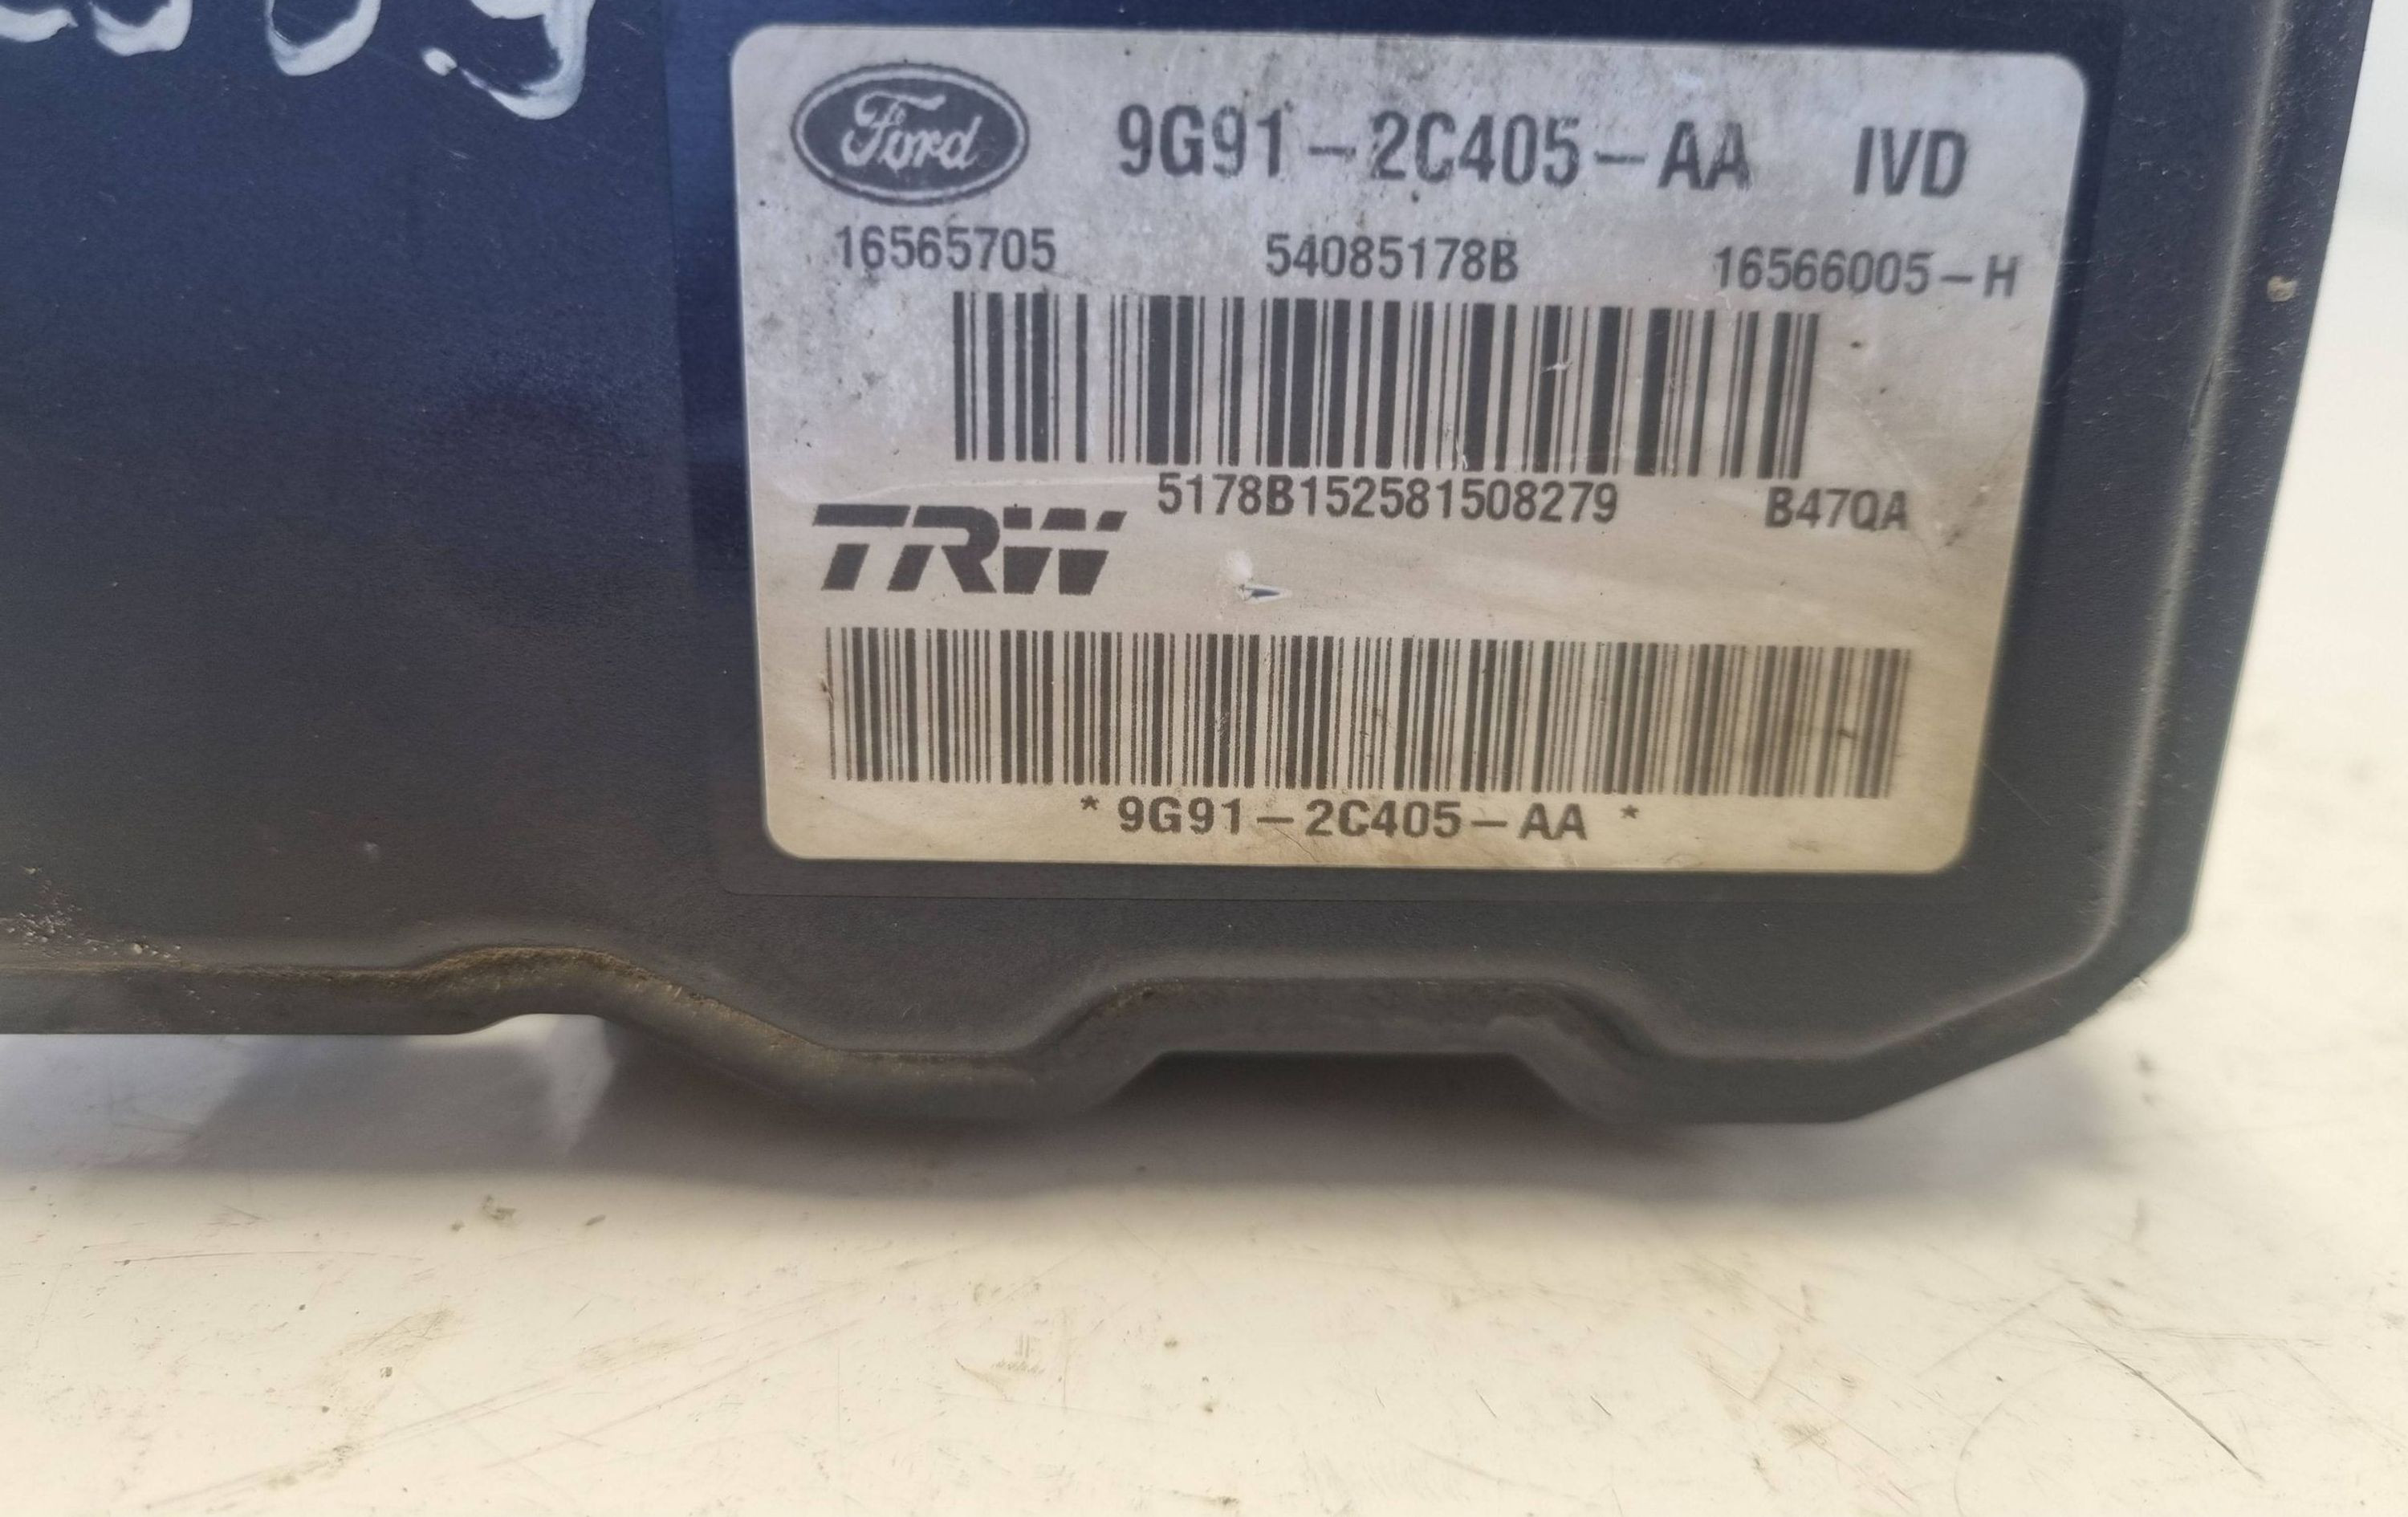 Ford 9G91-2C405-AA IVD
16565705 54085178B 16566005-H
5178B152581508279 B47QA
TRW
*9G91-2C405-AA*